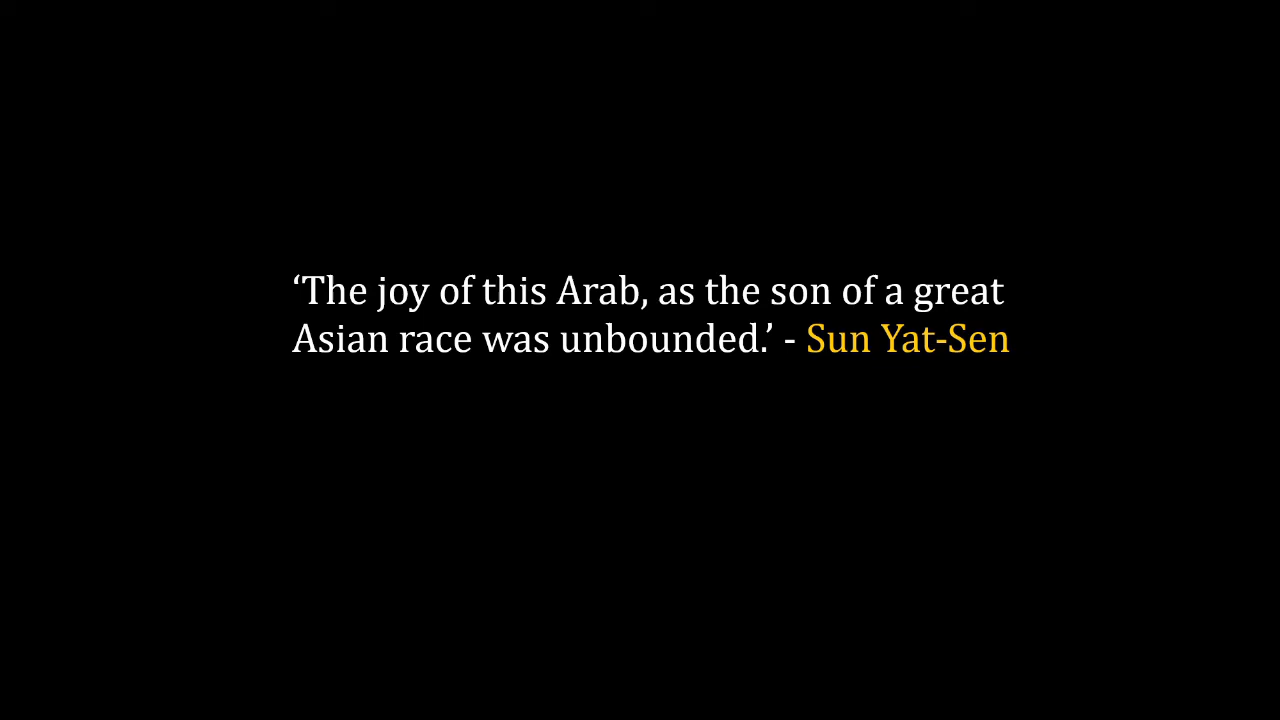 ‘The joy of this Arab, as the son of a great
Asian race was unbounded.’ - Sun Yat-Sen